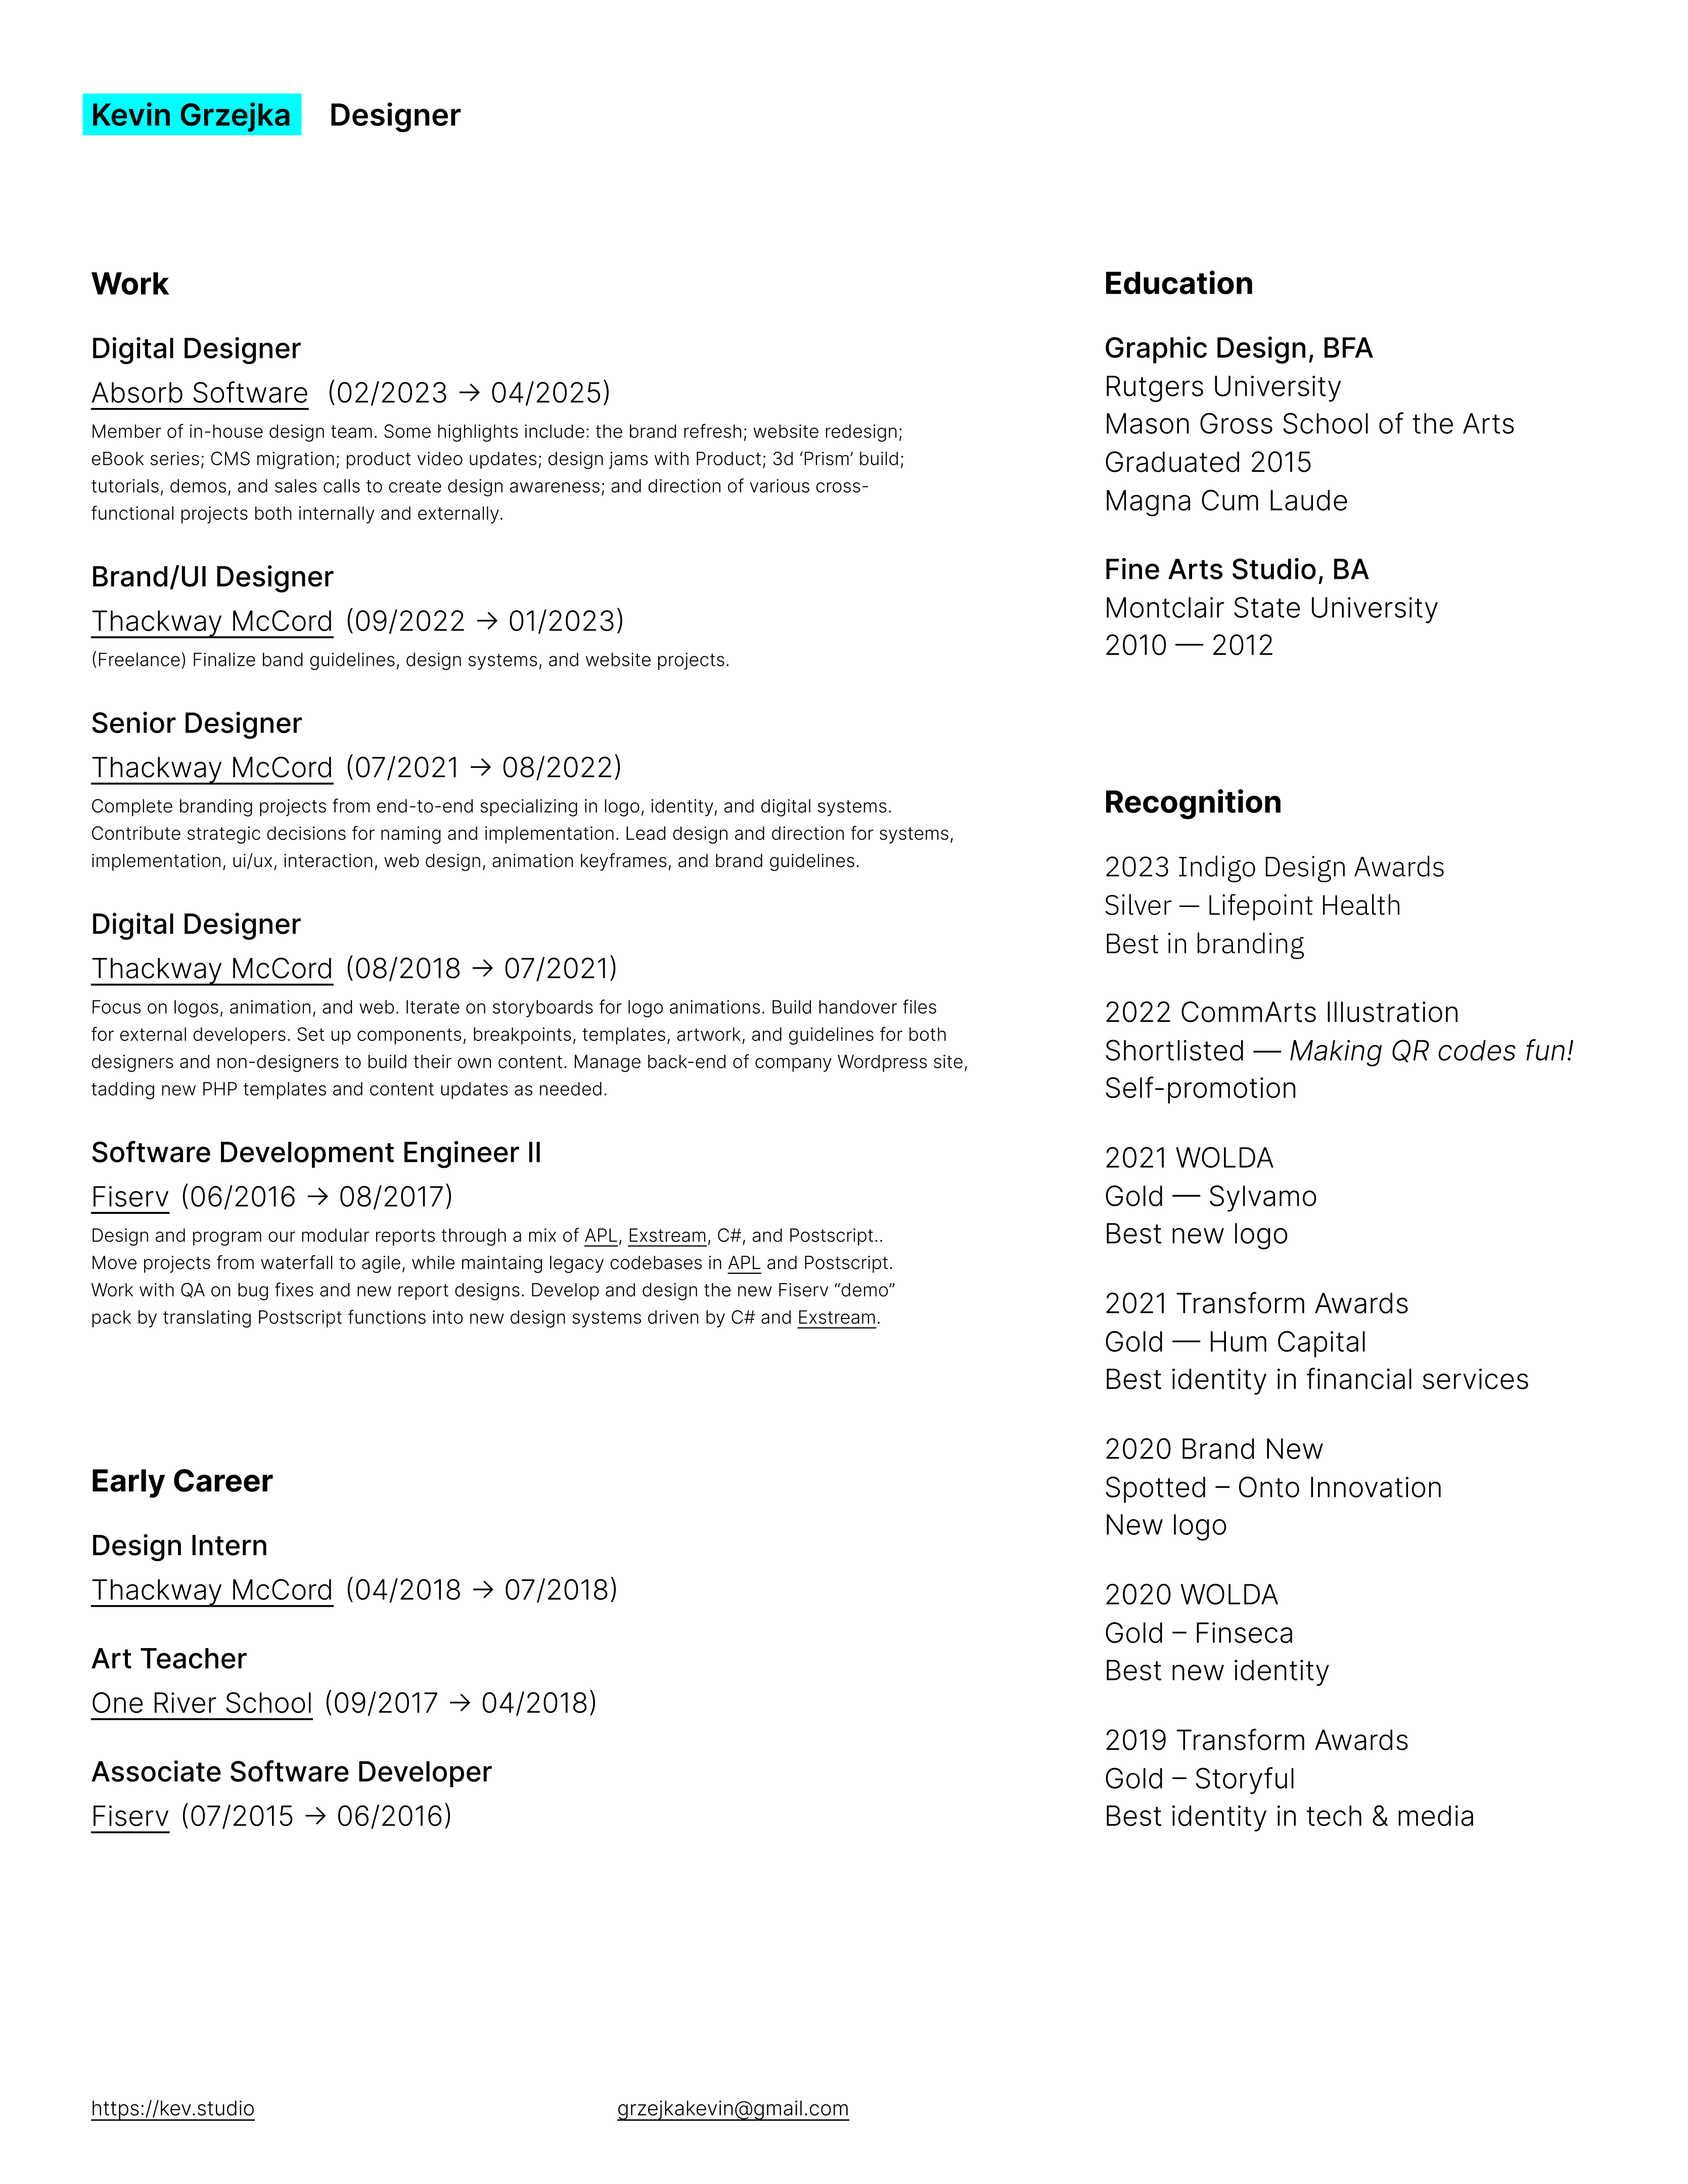 Kevin Grzejka Designer
Work
Digital Designer
Absorb Software (02/2023 → 04/2025)
Member of in-house design team. Some highlights include: the brand refresh; website redesign;
eBook series; CMS migration; product video updates; design jams with Product; 3d ‘Prism’ build;
tutorials, demos, and sales calls to create design awareness; and direction of various cross-
functional projects both internally and externally.
Brand/UI Designer
Thackway McCord (09/2022 → 01/2023)
(Freelance) Finalize band guidelines, design systems, and website projects.
Senior Designer
Thackway McCord (07/2021 → 08/2022)
Complete branding projects from end-to-end specializing in logo, identity, and digital systems.
Contribute strategic decisions for naming and implementation. Lead design and direction for systems,
implementation, ui/ux, interaction, web design, animation keyframes, and brand guidelines.
Digital Designer
Thackway McCord (08/2018 → 07/2021)
Focus on logos, animation, and web. Iterate on storyboards for logo animations. Build handover files
for external developers. Set up components, breakpoints, templates, artwork, and guidelines for both
designers and non-designers to build their own content. Manage back-end of company Wordpress site,
tadding new PHP templates and content updates as needed.
Software Development Engineer II
Fiserv (06/2016 → 08/2017)
Design and program our modular reports through a mix of APL, Exstream, C#, and Postscript..
Move projects from waterfall to agile, while maintaing legacy codebases in APL and Postscript.
Work with QA on bug fixes and new report designs. Develop and design the new Fiserv “demo”
pack by translating Postscript functions into new design systems driven by C# and Exstream.
Early Career
Design Intern
Thackway McCord (04/2018 → 07/2018)
Art Teacher
One River School (09/2017 → 04/2018)
Associate Software Developer
Fiserv (07/2015 → 06/2016)
Education
Graphic Design, BFA
Rutgers University
Mason Gross School of the Arts
Graduated 2015
Magna Cum Laude
Fine Arts Studio, BA
Montclair State University
2010 — 2012
Recognition
2023 Indigo Design Awards
Silver — Lifepoint Health
Best in branding
2022 CommArts Illustration
Shortlisted — Making QR codes fun!
Self-promotion
2021 WOLDA
Gold — Sylvamo
Best new logo
2021 Transform Awards
Gold — Hum Capital
Best identity in financial services
2020 Brand New
Spotted – Onto Innovation
New logo
2020 WOLDA
Gold – Finseca
Best new identity
2019 Transform Awards
Gold – Storyful
Best identity in tech & media
https://kev.studio
grzejkakevin@gmail.com